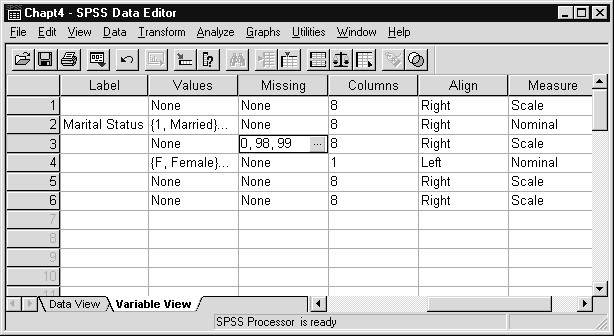 Chapt4 - SPSS Data Editor
File Edit View Data Transform Analyze Graphs Utilities Window Help
Label Values Missing Columns Align Measure
1 None None 8 Right Scale
2 Marital Status {1, Married}... None 8 Right Nominal
3 None 0, 98, 99 ... 8 Right Scale
4 {F, Female}... None 1 Left Nominal
5 None None 8 Right Scale
6 None None 8 Right Scale
7
8
9
10
11
Data View Variable View
SPSS Processor is ready